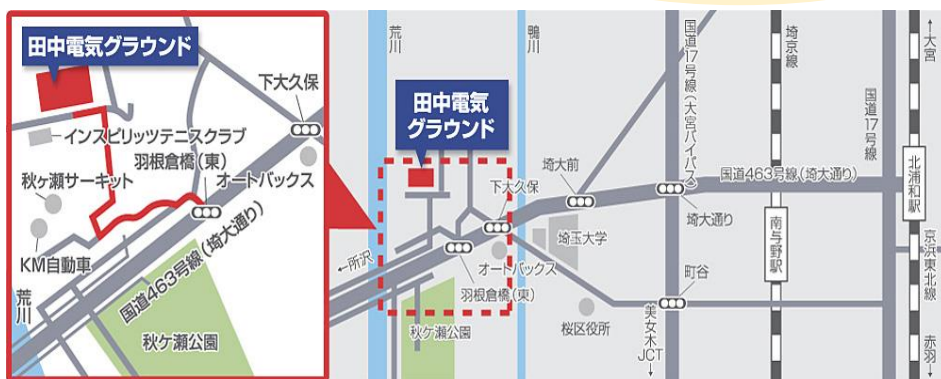 田中電気グラウンド
下大久保
インスピリッツテニスクラブ
羽根倉橋(東)
秋ヶ瀬サーキット
オートバックス
KM自動車
国道463号線(埼大通り)
荒川
秋ケ瀬公園
荒川
鴨川
国道17号線(大宮バイパス)
埼京線
国道17号線
←大宮
北浦和駅
田中電気
グラウンド
埼大前
下大久保
国道463号線(埼大通り)
埼大通り
埼玉大学
南与野駅
←所沢
オートバックス
羽根倉橋(東)
町谷
京浜東北線
秋ケ瀬公園
桜区役所
美女木
JCT
↓
赤羽→